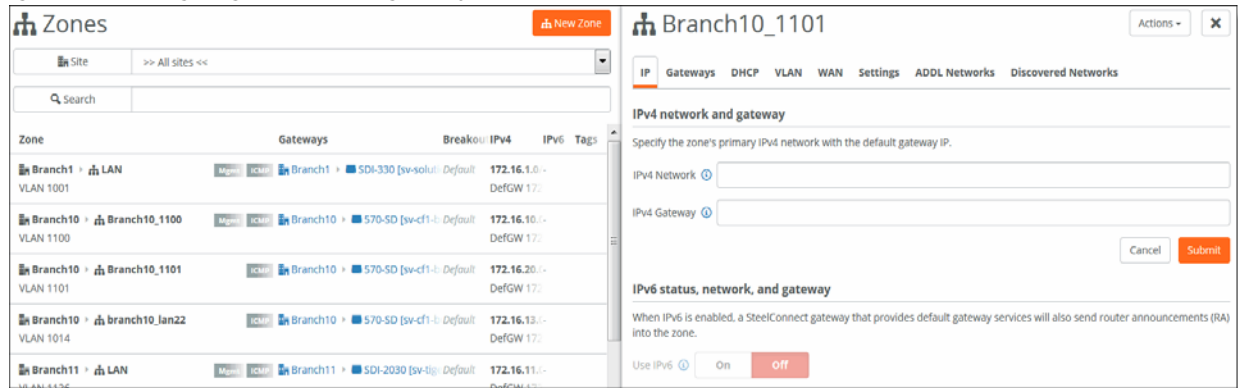 Zones
New Zone
Site >> All sites <<
Search
Zone Gateways Breakou IPv4 IPv6 Tags
Branch1 LAN Mgmt ICMP Branch1 SDI-330 [sv-solut Default 172.16.1.0/-
VLAN 1001 DefGW 172
Branch10 Branch10_1100 Mgmt ICMP Branch10 570-SD [sv-cf1-b Default 172.16.10./-
VLAN 1100 DefGW 172
Branch10 Branch10_1101 ICMP Branch10 570-SD [sv-cf1-b Default 172.16.20./-
VLAN 1101 DefGW 172
Branch10 branch10_lan22 ICMP Branch10 570-SD [sv-cf1-b Default 172.16.13./-
VLAN 1014 DefGW 172
Branch11 LAN Mgmt ICMP Branch11 SDI-2030 [sv-tig Default 172.16.11./-
Branch10_1101
Actions
IP Gateways DHCP VLAN WAN Settings ADDL Networks Discovered Networks
IPv4 network and gateway
Specify the zone's primary IPv4 network with the default gateway IP.
IPv4 Network
IPv4 Gateway
Cancel Submit
IPv6 status, network, and gateway
When IPv6 is enabled, a SteelConnect gateway that provides default gateway services will also send router announcements (RA)
into the zone.
Use IPv6 On Off